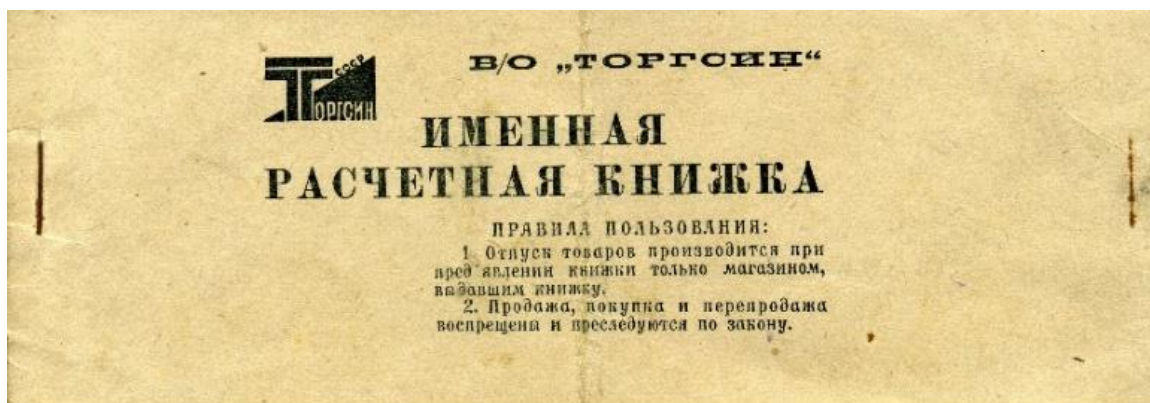 СССР
ТОРГСИН
В/О „ТОРГСИН“
ИМЕННАЯ
РАСЧЕТНАЯ КНИЖКА
ПРАВИЛА ПОЛЬЗОВАНИЯ:
1. Отпуск товаров производится при
пред'явлении книжки только магазином,
выдавшим книжку.
2. Продажа, покупка и перепродажа
воспрещены и преследуются по закону.